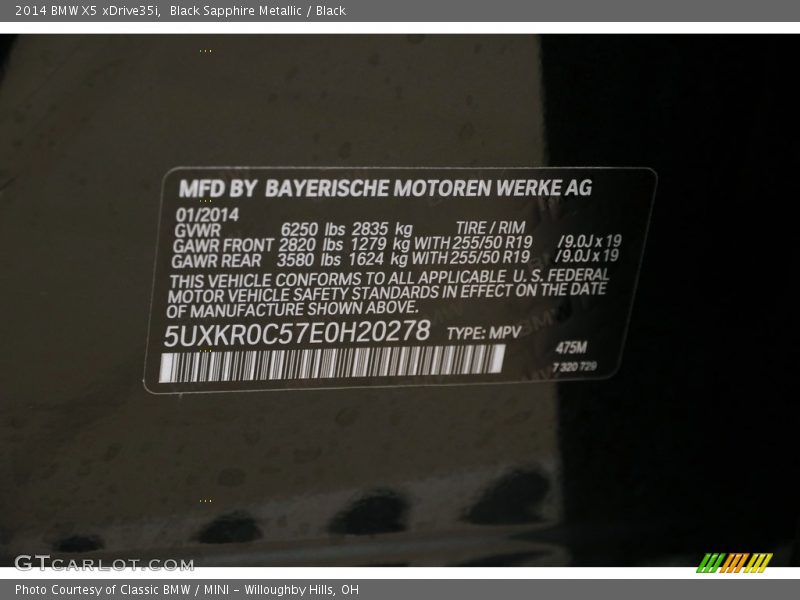 2014 BMW X5 xDrive35i, Black Sapphire Metallic / Black
MFD BY BAYERISCHE MOTOREN WERKE AG
01/2014
GVWR 6250 lbs 2835 kg TIRE / RIM
GAWR FRONT 2820 lbs 1279 kg WITH 255/50 R19 /9.0J x 19
GAWR REAR 3580 lbs 1624 kg WITH 255/50 R19 /9.0J x 19
THIS VEHICLE CONFORMS TO ALL APPLICABLE U. S. FEDERAL
MOTOR VEHICLE SAFETY STANDARDS IN EFFECT ON THE DATE
OF MANUFACTURE SHOWN ABOVE.
5UXKR0C57E0H20278 TYPE: MPV
475M
7 320 729
GTCARLOT.COM
Photo Courtesy of Classic BMW / MINI - Willoughby Hills, OH